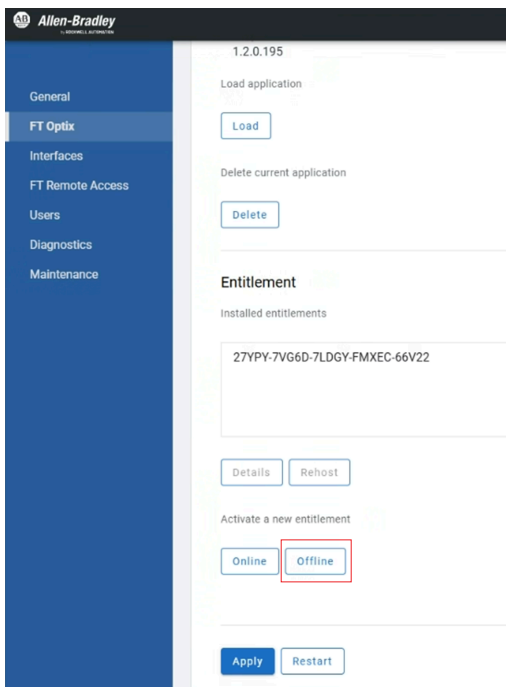 AB Allen-Bradley
by ROCKWELL AUTOMATION
General
FT Optix
Interfaces
FT Remote Access
Users
Diagnostics
Maintenance
1.2.0.195
Load application
Load
Delete current application
Delete
Entitlement
Installed entitlements
27YPY-7VG6D-7LDGY-FMXEC-66V22
Details Rehost
Activate a new entitlement
Online Offline
Apply Restart